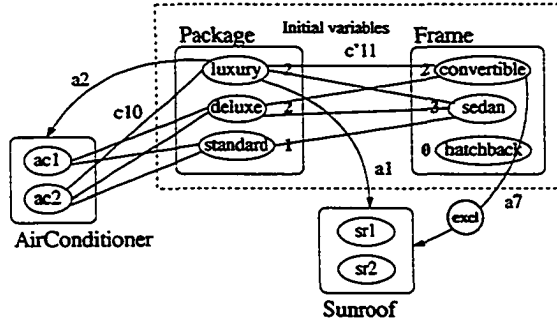 Initial variables
Package
c*11
Frame
a2
luxury
2
2
convertible
c10
deluxe
2
3
sedan
ac1
standard
1
0
hatchback
ac2
a1
a7
AirConditioner
excl
sr1
sr2
Sunroof